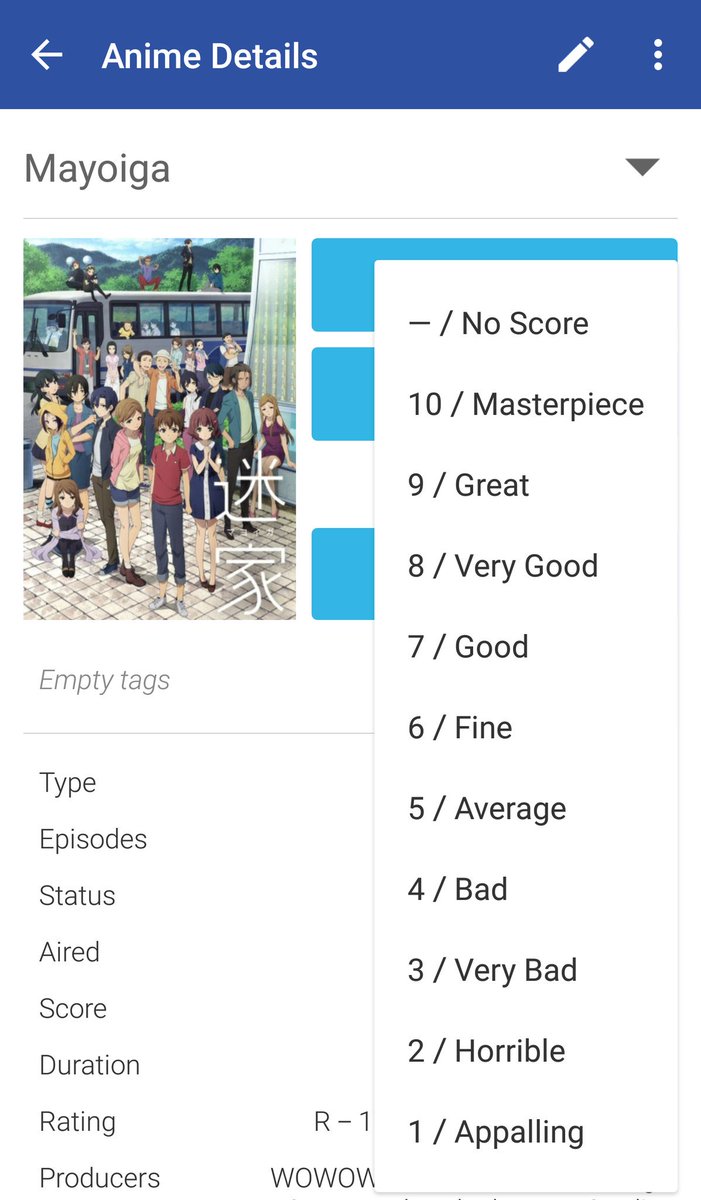 Anime Details
Mayoiga
迷
家
— / No Score
10 / Masterpiece
9 / Great
8 / Very Good
7 / Good
6 / Fine
5 / Average
4 / Bad
3 / Very Bad
2 / Horrible
1 / Appalling
Empty tags
Type
Episodes
Status
Aired
Score
Duration
Rating R – 1
Producers WOWOW